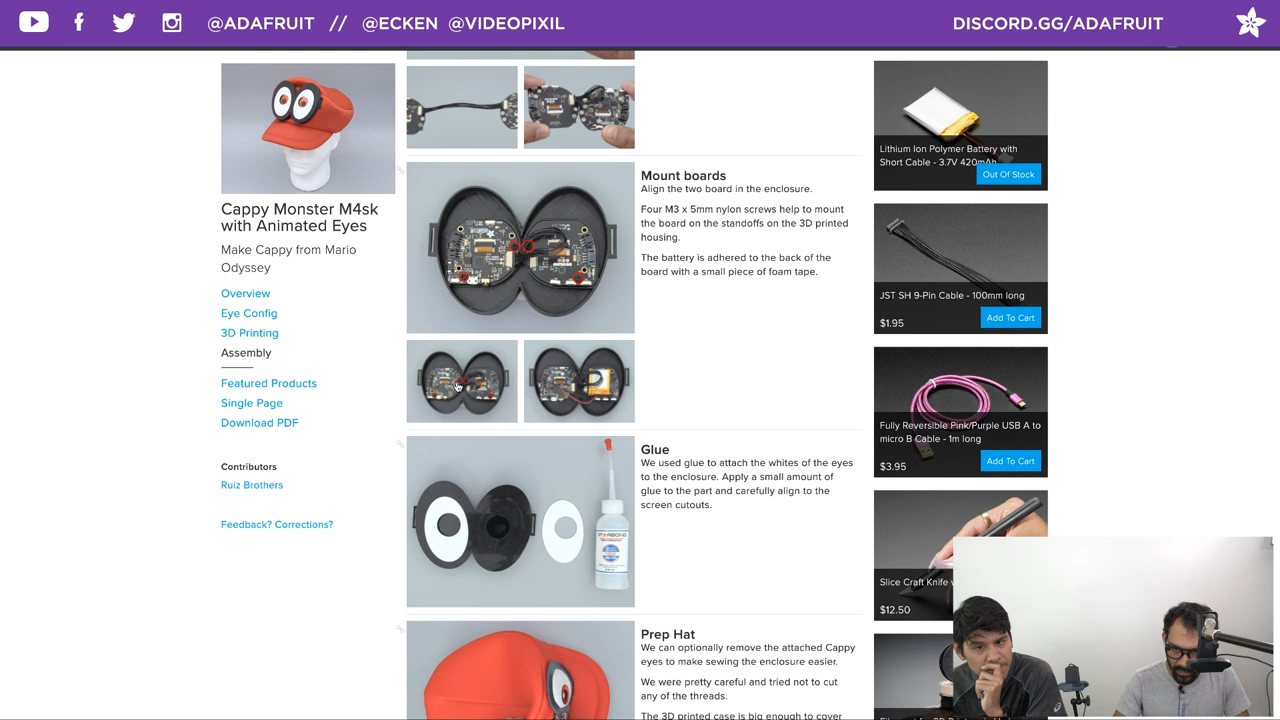 @ADAFRUIT // @ECKEN @VIDEOPIXIL
DISCORD.GG/ADAFRUIT
Cappy Monster M4sk
with Animated Eyes
Make Cappy from Mario
Odyssey
Overview
Eye Config
3D Printing
Assembly
Featured Products
Single Page
Download PDF
Contributors
Ruiz Brothers
Feedback? Corrections?
Mount boards
Align the two board in the enclosure.
Four M3 x 5mm nylon screws help to mount
the board on the standoffs on the 3D printed
housing.
The battery is adhered to the back of the
board with a small piece of foam tape.
Glue
We used glue to attach the whites of the eyes
to the enclosure. Apply a small amount of
glue to the part and carefully align to the
screen cutouts.
Prep Hat
We can optionally remove the attached Cappy
eyes to make sewing the enclosure easier.
We were pretty careful and tried not to cut
any of the threads.
The 3D printed case is big enough to cover
Lithium Ion Polymer Battery with
Short Cable - 3.7V 420mAh
Out Of Stock
JST SH 9-Pin Cable - 100mm long
$1.95
Add To Cart
Fully Reversible Pink/Purple USB A to
micro B Cable - 1m long
$3.95
Add To Cart
Slice Craft Knife
$12.50